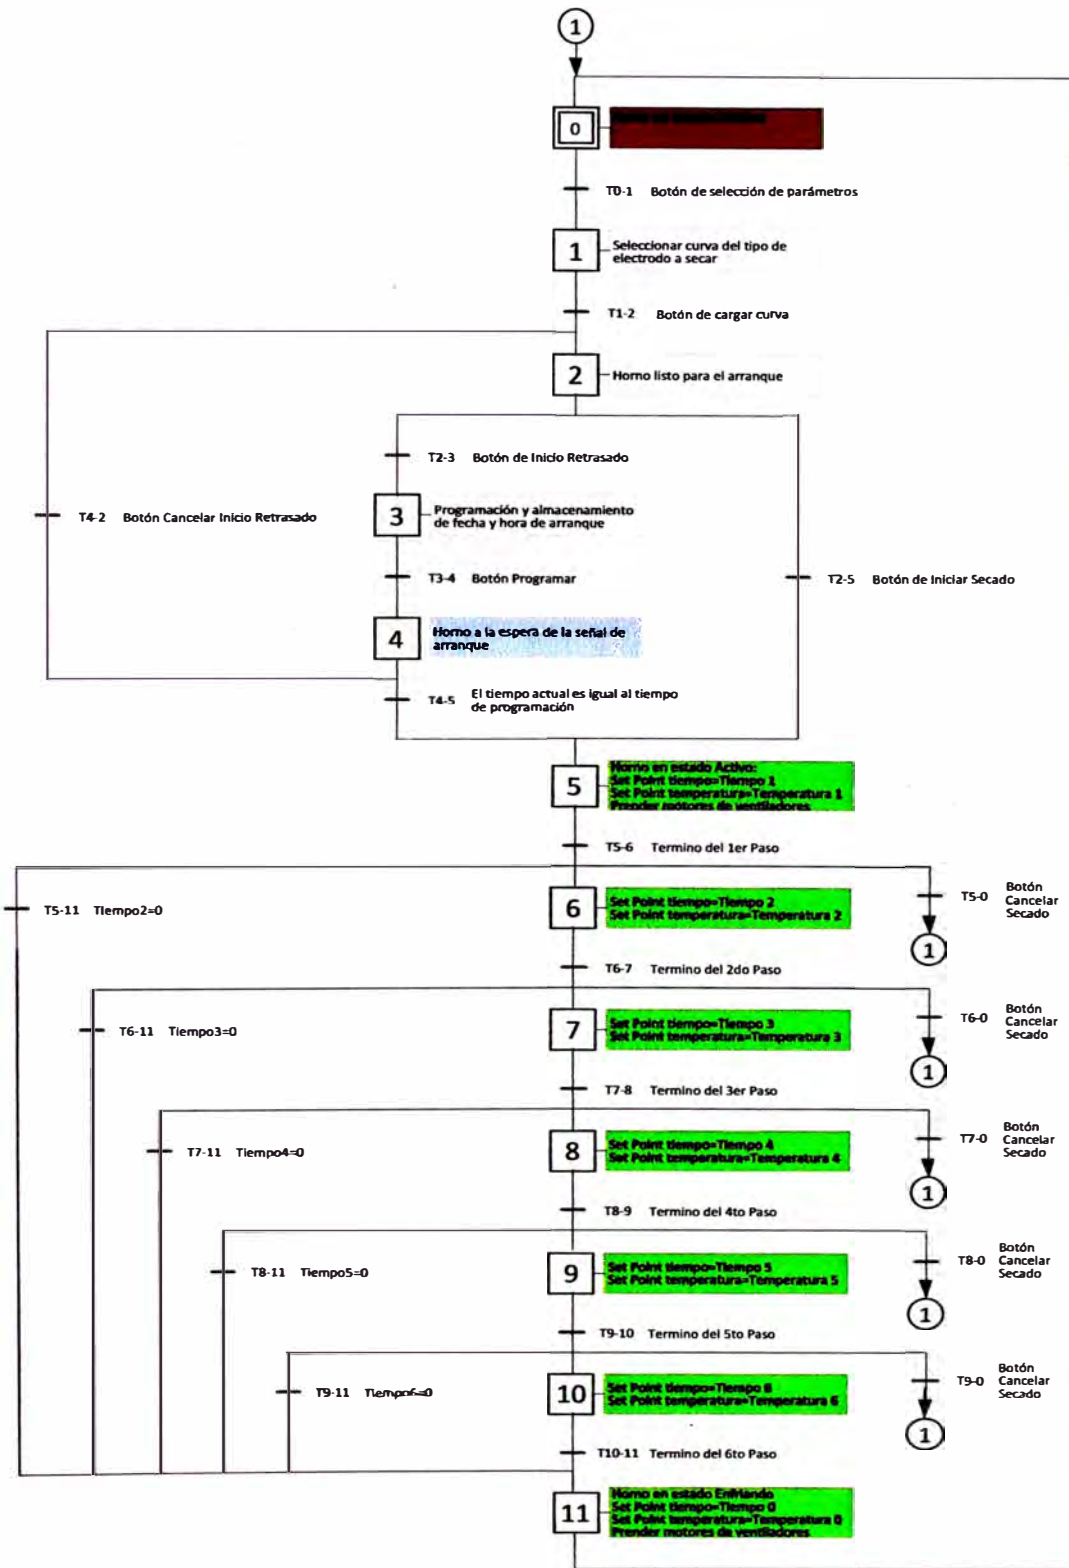 1
0
T0-1 Botón de selección de parámetros
1
Seleccionar curva del tipo de
electrodo a secar
T1-2 Botón de cargar curva
2
Horno listo para el arranque
T2-3 Botón de Inicio Retrasado
T4-2 Botón Cancelar Inicio Retrasado
3
Programación y almacenamiento
de fecha y hora de arranque
T3-4 Botón Programar
T2-5 Botón de Iniciar Secado
4
Horno a la espera de la señal de
arranque
T4-5 El tiempo actual es igual al tiempo
de programación
5
Horno en estado Activo:
Set Point tiempo=Tiempo 1
Set Point temperatura=Temperatura 1
Prender motores de ventiladores
T5-6 Termino del 1er Paso
T5-11 Tiempo2=0
6
Set Point tiempo=Tiempo 2
Set Point temperatura=Temperatura 2
T5-0 Botón
Cancelar
Secado
1
T6-7 Termino del 2do Paso
T6-11 Tiempo3=0
7
Set Point tiempo=Tiempo 3
Set Point temperatura=Temperatura 3
T6-0 Botón
Cancelar
Secado
1
T7-8 Termino del 3er Paso
T7-11 Tiempo4=0
8
Set Point tiempo=Tiempo 4
Set Point temperatura=Temperatura 4
T7-0 Botón
Cancelar
Secado
1
T8-9 Termino del 4to Paso
T8-11 Tiempo5=0
9
Set Point tiempo=Tiempo 5
Set Point temperatura=Temperatura 5
T8-0 Botón
Cancelar
Secado
1
T9-10 Termino del 5to Paso
T9-11 Tiempo6=0
10
Set Point tiempo=Tiempo 6
Set Point temperatura=Temperatura 6
T9-0 Botón
Cancelar
Secado
1
T10-11 Termino del 6to Paso
11
Horno en estado Enfriando
Set Point tiempo=Tiempo 0
Set Point temperatura=Temperatura 0
Prender motores de ventiladores